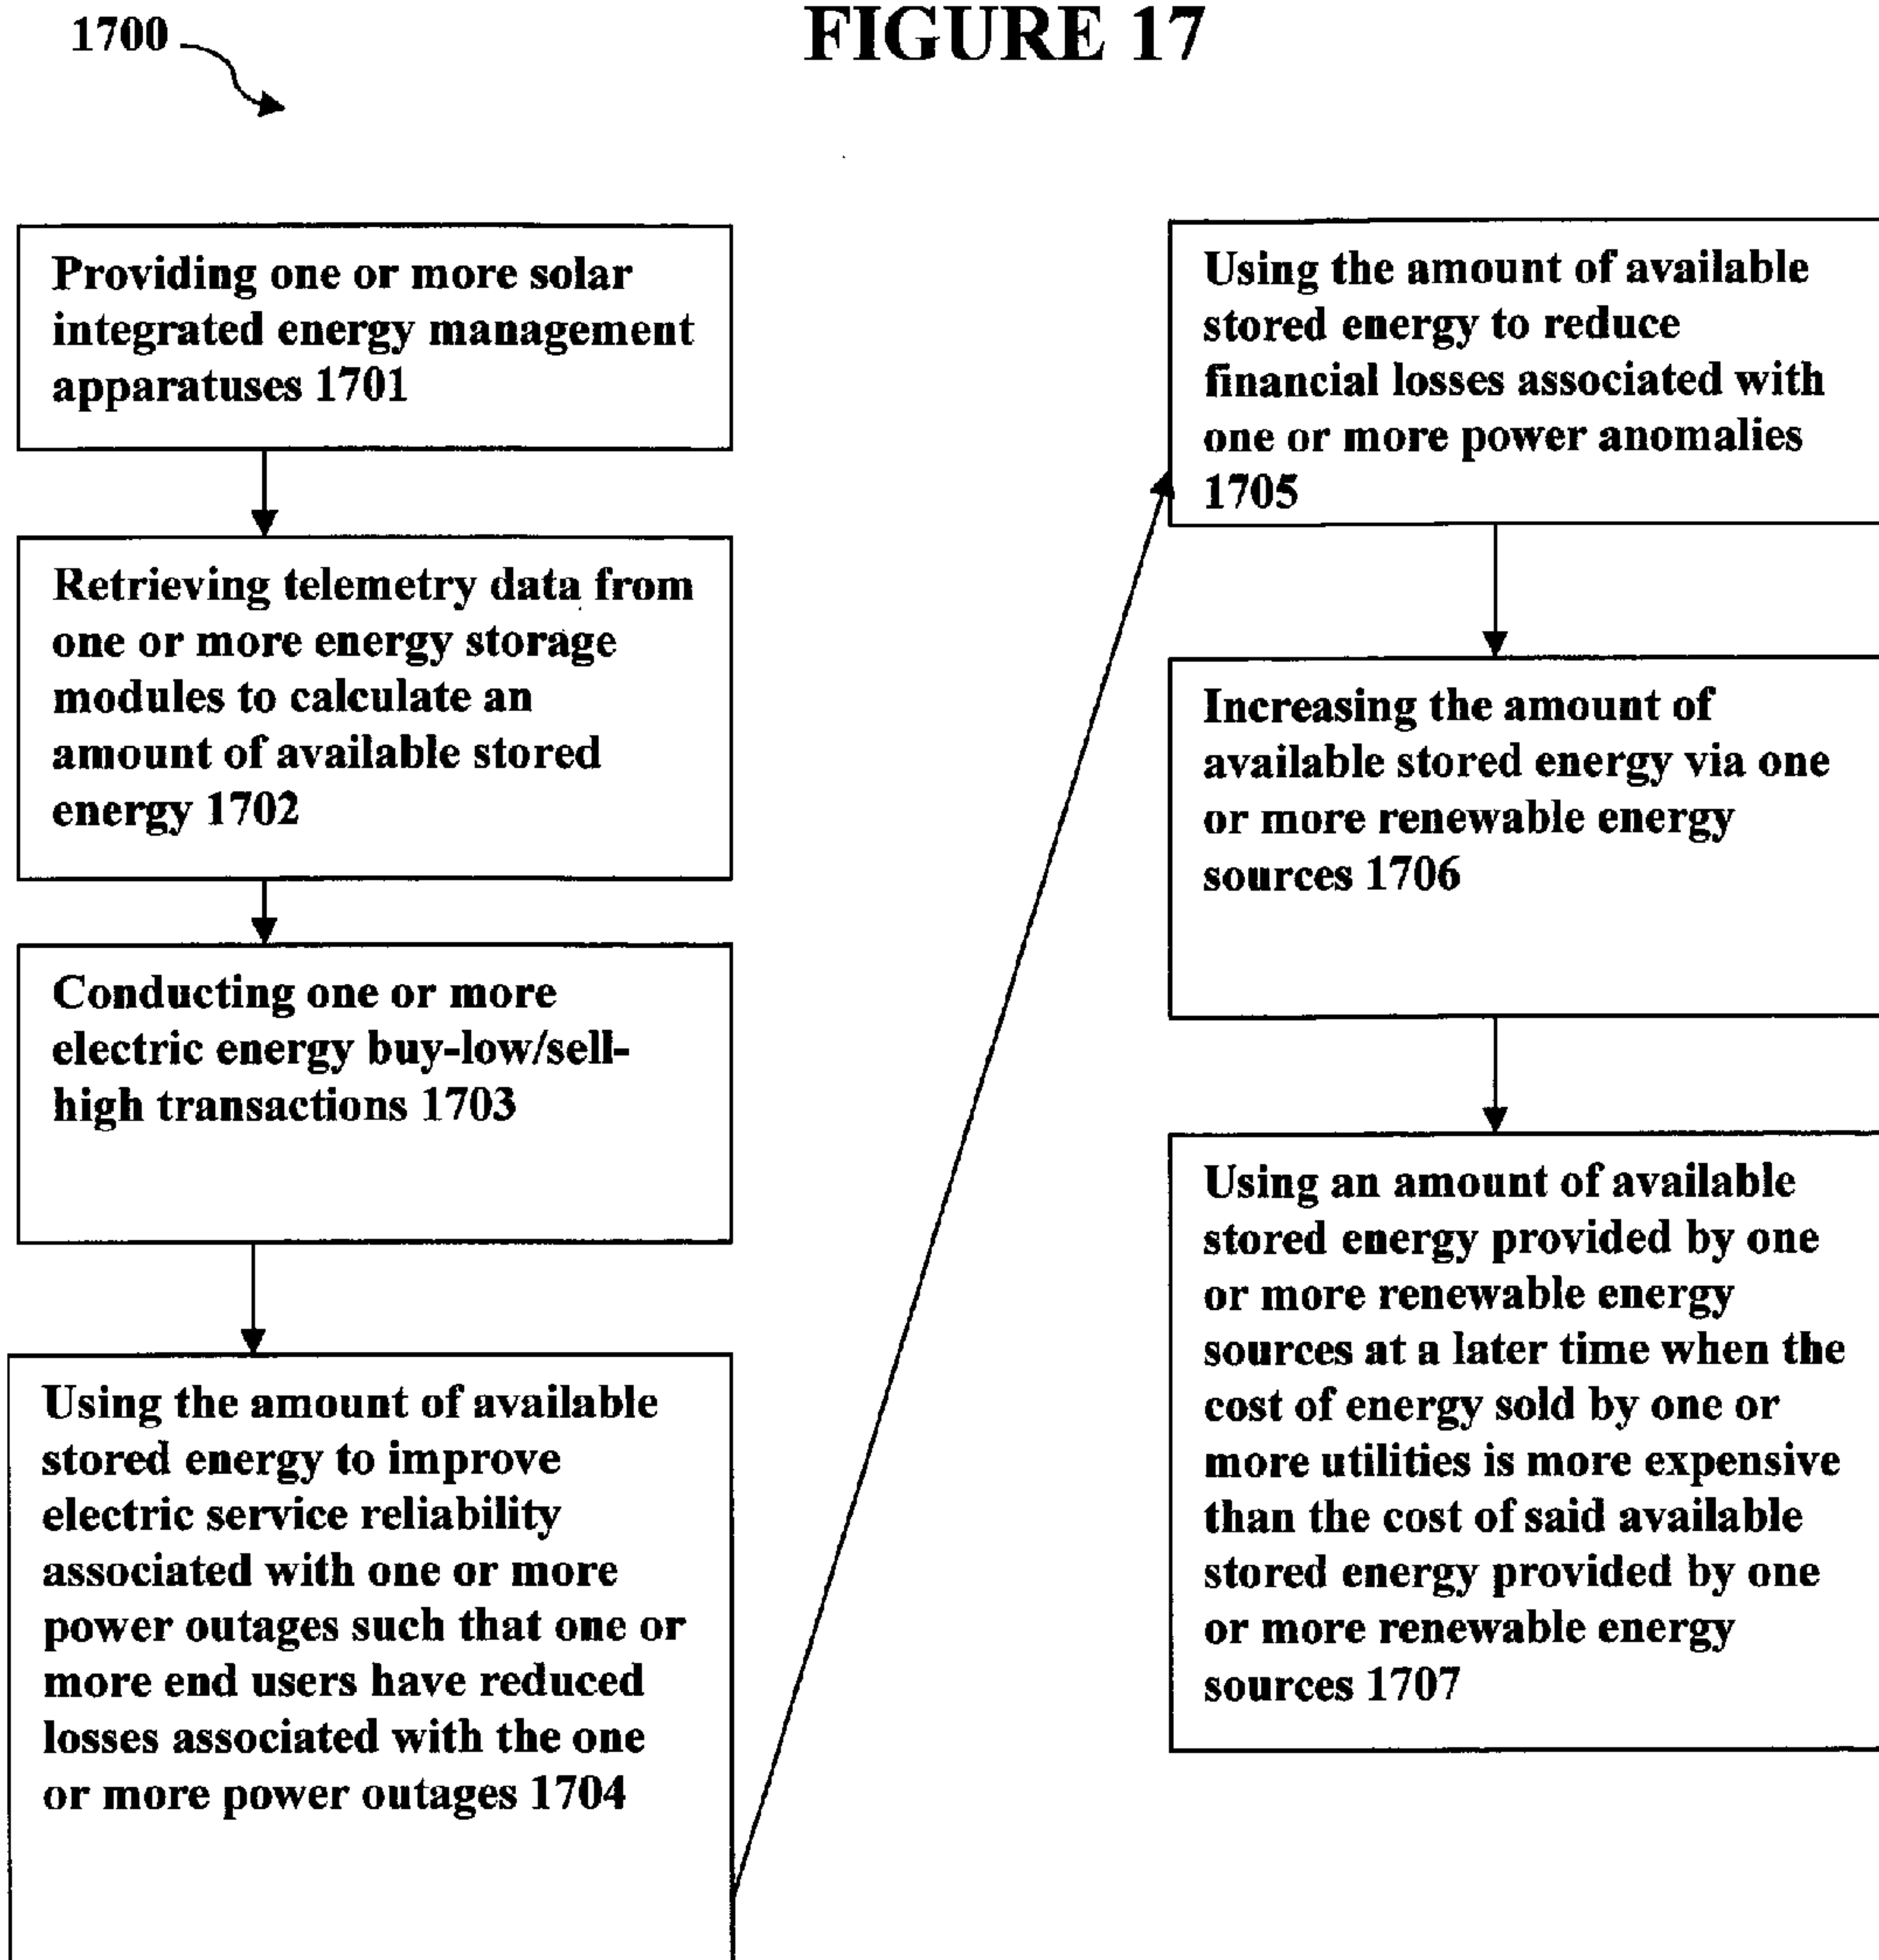 1700
FIGURE 17
Providing one or more solar
integrated energy management
apparatuses 1701
Retrieving telemetry data from
one or more energy storage
modules to calculate an
amount of available stored
energy 1702
Conducting one or more
electric energy buy-low/sell-
high transactions 1703
Using the amount of available
stored energy to improve
electric service reliability
associated with one or more
power outages such that one or
more end users have reduced
losses associated with the one
or more power outages 1704
Using the amount of available
stored energy to reduce
financial losses associated with
one or more power anomalies
1705
Increasing the amount of
available stored energy via one
or more renewable energy
sources 1706
Using an amount of available
stored energy provided by one
or more renewable energy
sources at a later time when the
cost of energy sold by one or
more utilities is more expensive
than the cost of said available
stored energy provided by one
or more renewable energy
sources 1707